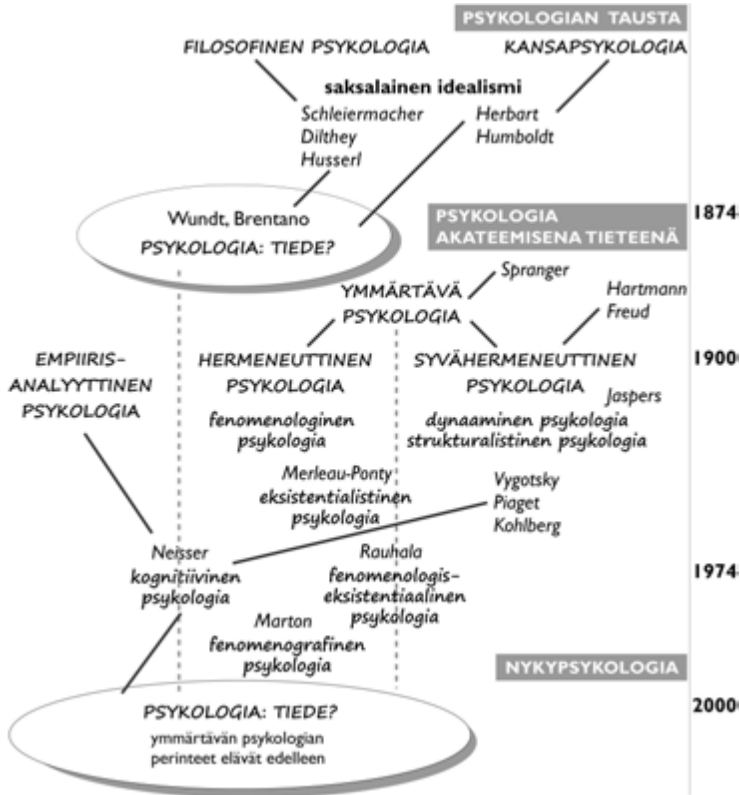 PSYKOLOGIAN TAUSTA
FILOSOFINEN PSYKOLOGIA
KANSAPSYKOLOGIA
saksalainen idealismi
Schleiermacher
Dilthey
Husserl
Herbart
Humboldt
1874
Wundt, Brentano
PSYKOLOGIA: TIEDE?
PSYKOLOGIA
AKATEEMISENA TIETEENÄ
Spranger
YMMÄRTÄVÄ
PSYKOLOGIA
Hartmann
Freud
1900
EMPIIRIS-
ANALYYTTINEN
PSYKOLOGIA
HERMENEUTTINEN
PSYKOLOGIA
SYVÄHERMENEUTTINEN
PSYKOLOGIA
Jaspers
fenomenologinen
psykologia
dynaaminen psykologia
strukturalistinen psykologia
Merleau-Ponty
eksistentialistinen
psykologia
Vygotsky
Piaget
Kohlberg
Neisser
kognitiivinen
psykologia
Rauhala
fenomenologis-
eksistentiaalinen
psykologia
1974
Marton
fenomenografinen
psykologia
NYKYPSYKOLOGIA
2000
PSYKOLOGIA: TIEDE?
ymmärtävän psykologian
perinteet elävät edelleen